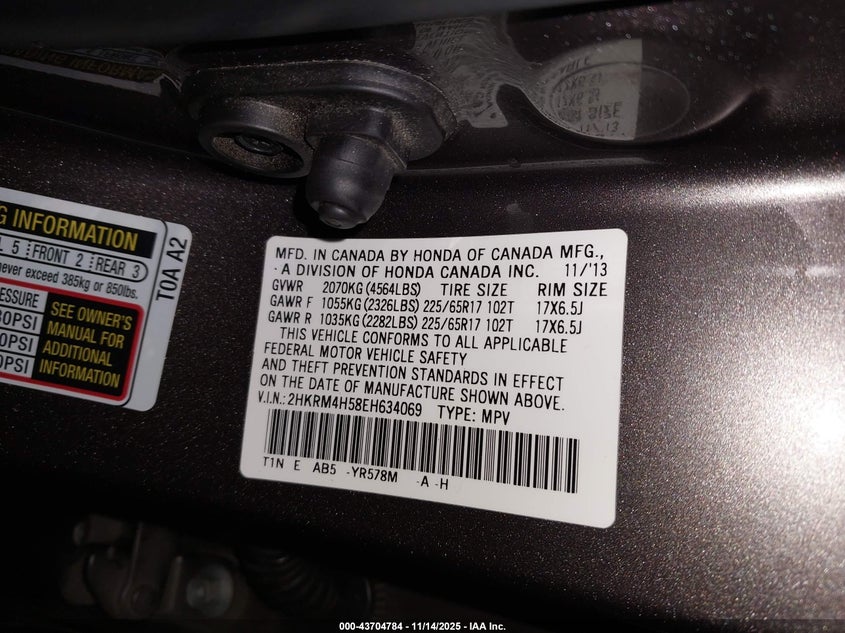 G INFORMATION
L 5 FRONT 2 REAR 3
never exceed 385kg or 850lbs.
PRESSURE
30PSI
0PSI
0PSI
SEE OWNER'S
MANUAL FOR
ADDITIONAL
INFORMATION
T0A A2
MFD. IN CANADA BY HONDA OF CANADA MFG.,
A DIVISION OF HONDA CANADA INC. 11/'13
GVWR 2070KG (4564LBS) TIRE SIZE RIM SIZE
GAWR F 1055KG (2326LBS) 225/65R17 102T 17X6.5J
GAWR R 1035KG (2282LBS) 225/65R17 102T 17X6.5J
THIS VEHICLE CONFORMS TO ALL APPLICABLE
FEDERAL MOTOR VEHICLE SAFETY
AND THEFT PREVENTION STANDARDS IN EFFECT
ON THE DATE OF MANUFACTURE SHOWN ABOVE.
V.I.N.: 2HKRM4H58EH634069 TYPE: MPV
T1N E AB5 -YR578M -A -H
000-43704784 -- 11/14/2025 -- IAA Inc.